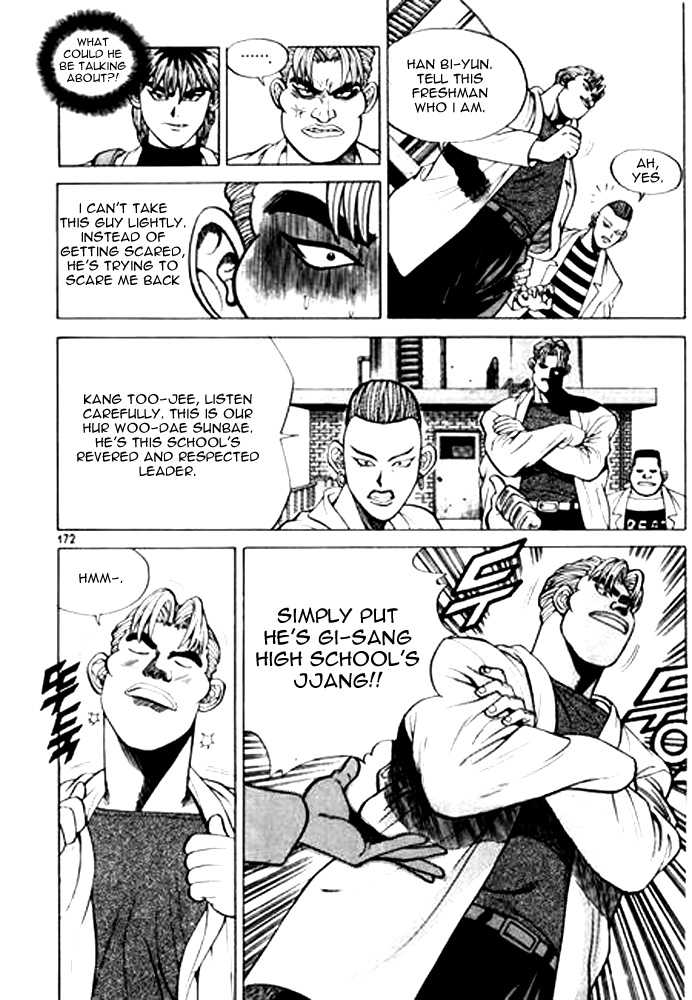 WHAT
COULD HE
BE TALKING
ABOUT?!
.......
HAN BI-YUN.
TELL THIS
FRESHMAN
WHO I AM.
AH,
YES.
I CAN'T TAKE
THIS GUY LIGHTLY.
INSTEAD OF
GETTING SCARED,
HE'S TRYING TO
SCARE ME BACK
KANG TOO-JEE, LISTEN
CAREFULLY. THIS IS OUR
HUR WOO-DAE SUNBAE.
HE'S THIS SCHOOL'S
REVERED AND RESPECTED
LEADER.
172
HMM~.
SIMPLY PUT
HE'S GI-SANG
HIGH SCHOOL'S
JJANG!!